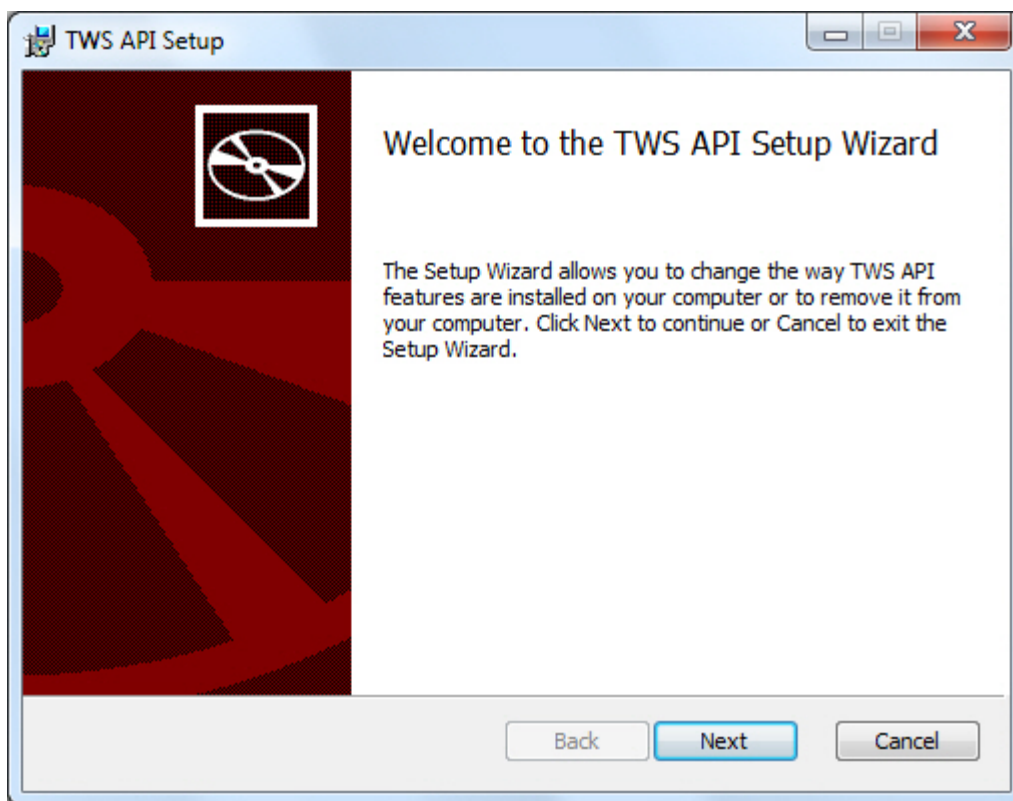 TWS API Setup
Welcome to the TWS API Setup Wizard
The Setup Wizard allows you to change the way TWS API
features are installed on your computer or to remove it from
your computer. Click Next to continue or Cancel to exit the
Setup Wizard.
Back Next Cancel